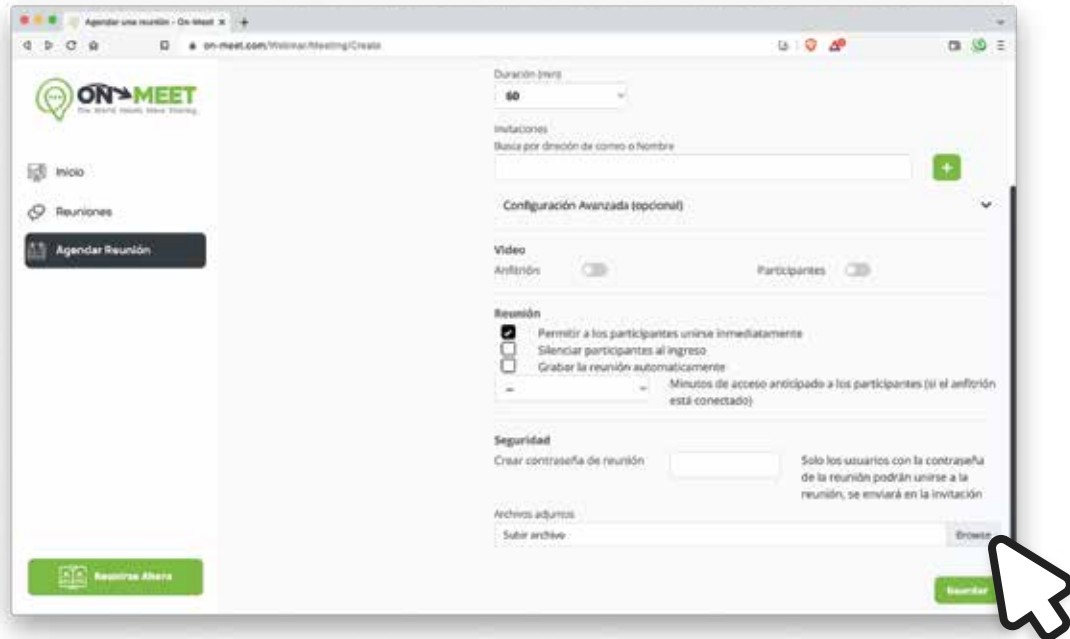 Agendar una reunión - On-Meet
on-meet.com/Webinar/Meeting/Create
ON MEET
Inicio
Reuniones
Agendar Reunión
Reunirse Ahora
Duración (min)
60
Invitaciones
Busca por direción de correo o Nombre
+
Configuración Avanzada (opcional)
Video
Anfitrión
Participantes
Reunión
Permitir a los participantes unirse inmediatamente
Silenciar participantes al ingreso
Grabar la reunión automaticamente
--
Minutos de acceso anticipado a los participantes (si el anfitrión
está conectado)
Seguridad
Crear contraseña de reunión
Solo los usuarios con la contraseña
de la reunión podrán unirse a la
reunión, se enviará en la invitación
Archivos adjuntos
Subir archivo
Browse
Guardar